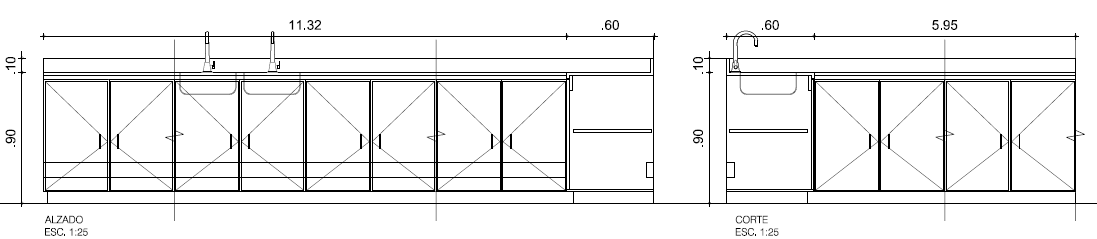 11.32
.60
.60
5.95
.10
.10
.90
.90
ALZADO
ESC. 1:25
CORTE
ESC. 1:25